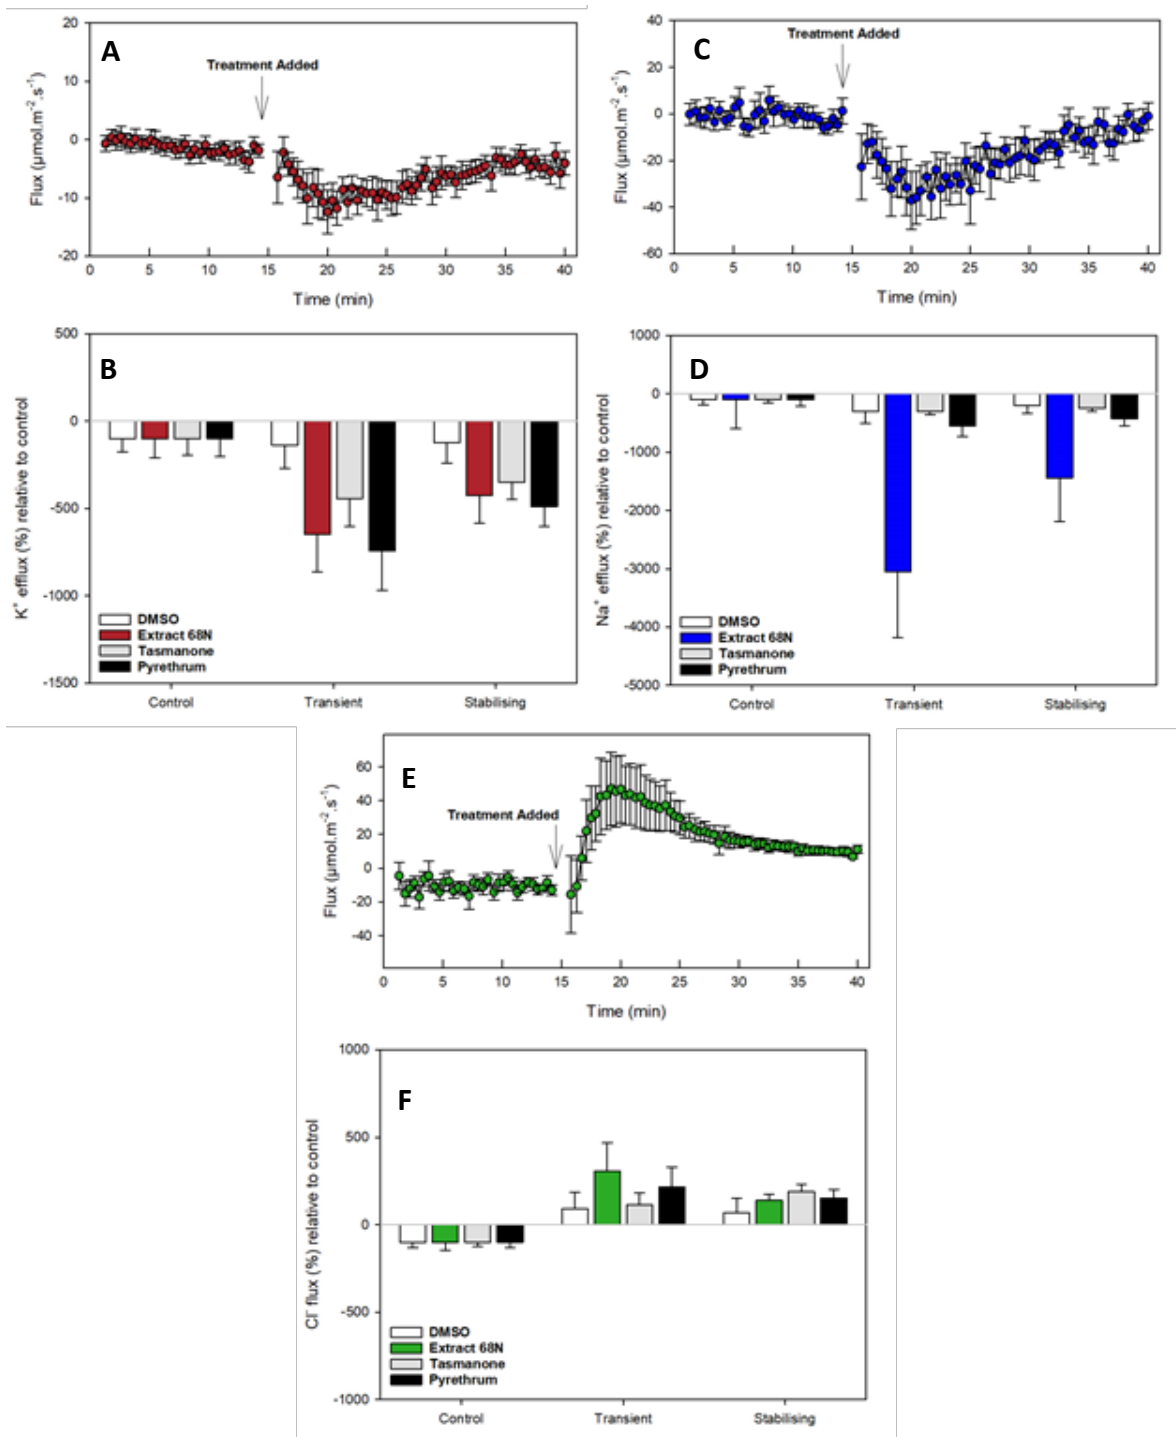 A
Treatment Added
Flux (µmol.m⁻².s⁻¹)
20
10
0
-10
-20
0 5 10 15 20 25 30 35 40
Time (min)
C
Treatment Added
Flux (µmol.m⁻².s⁻¹)
40
20
0
-20
-40
-60
0 5 10 15 20 25 30 35 40
Time (min)
B
K⁺ efflux (%) relative to control
500
0
-500
-1000
-1500
DMSO
Extract 68N
Tasmanone
Pyrethrum
Control Transient Stabilising
D
Na⁺ efflux (%) relative to control
1000
0
-1000
-2000
-3000
-4000
-5000
DMSO
Extract 68N
Tasmanone
Pyrethrum
Control Transient Stabilising
E
Treatment Added
Flux (µmol.m⁻².s⁻¹)
60
40
20
0
-20
-40
0 5 10 15 20 25 30 35 40
Time (min)
F
Cl⁻ flux (%) relative to control
1000
500
0
-500
-1000
DMSO
Extract 68N
Tasmanone
Pyrethrum
Control Transient Stabilising